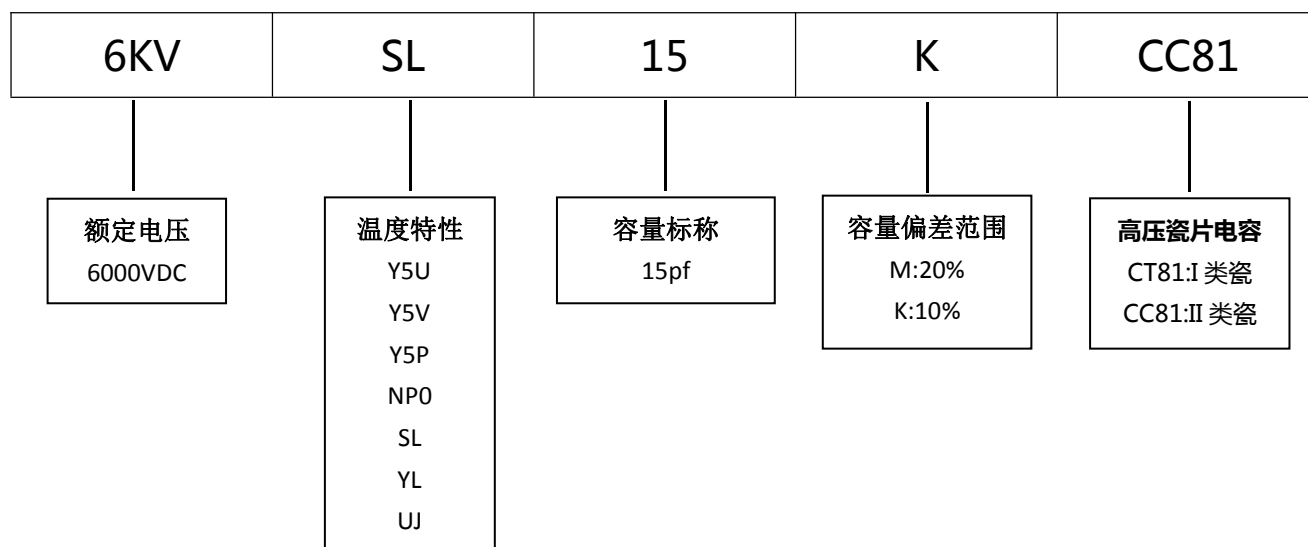 6KV SL 15 K CC81
额定电压
6000VDC
温度特性
Y5U
Y5V
Y5P
NP0
SL
YL
UJ
容量标称
15pf
容量偏差范围
M:20%
K:10%
高压瓷片电容
CT81:I 类瓷
CC81:II 类瓷